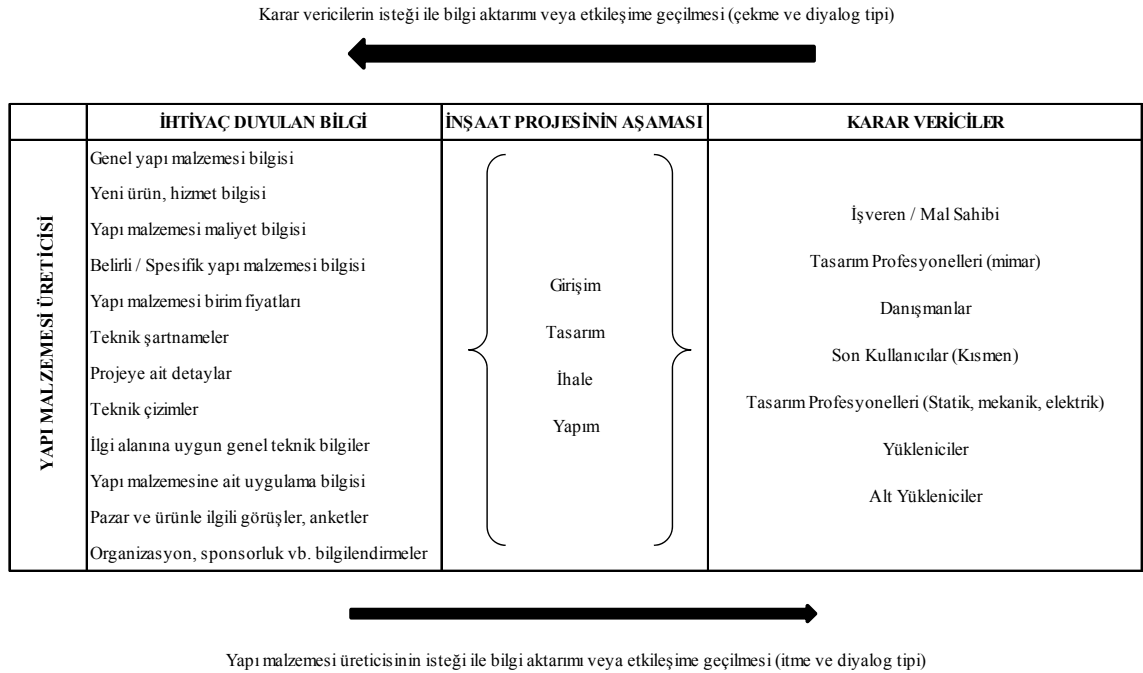 Karar vericilerin isteği ile bilgi aktarımı veya etkileşime geçilmesi (çekme ve diyalog tipi)
İHTİYAÇ DUYULAN BİLGİ
İNŞAAT PROJESİNİN AŞAMASI
KARAR VERİCİLER
YAPI MALZEMESİ ÜRETİCİSİ
Genel yapı malzemesi bilgisi
Yeni ürün, hizmet bilgisi
Yapı malzemesi maliyet bilgisi
Belirli / Spesifik yapı malzemesi bilgisi
Yapı malzemesi birim fiyatları
Teknik şartnameler
Projeye ait detaylar
Teknik çizimler
İlgi alanına uygun genel teknik bilgiler
Yapı malzemesine ait uygulama bilgisi
Pazar ve ürünle ilgili görüşler, anketler
Organizasyon, sponsorluk vb. bilgilendirmeler
Girişim
Tasarım
İhale
Yapım
İşveren / Mal Sahibi
Tasarım Profesyonelleri (mimar)
Danışmanlar
Son Kullanıcılar (Kısmen)
Tasarım Profesyonelleri (Statik, mekanik, elektrik)
Yükleniciler
Alt Yükleniciler
Yapı malzemesi üreticisinin isteği ile bilgi aktarımı veya etkileşime geçilmesi (itme ve diyalog tipi)